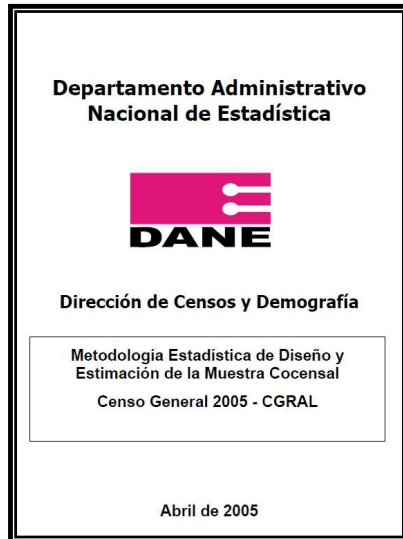 Departamento Administrativo
Nacional de Estadística
DANE
Dirección de Censos y Demografía
Metodología Estadística de Diseño y
Estimación de la Muestra Cocensal
Censo General 2005 - CGRAL
Abril de 2005